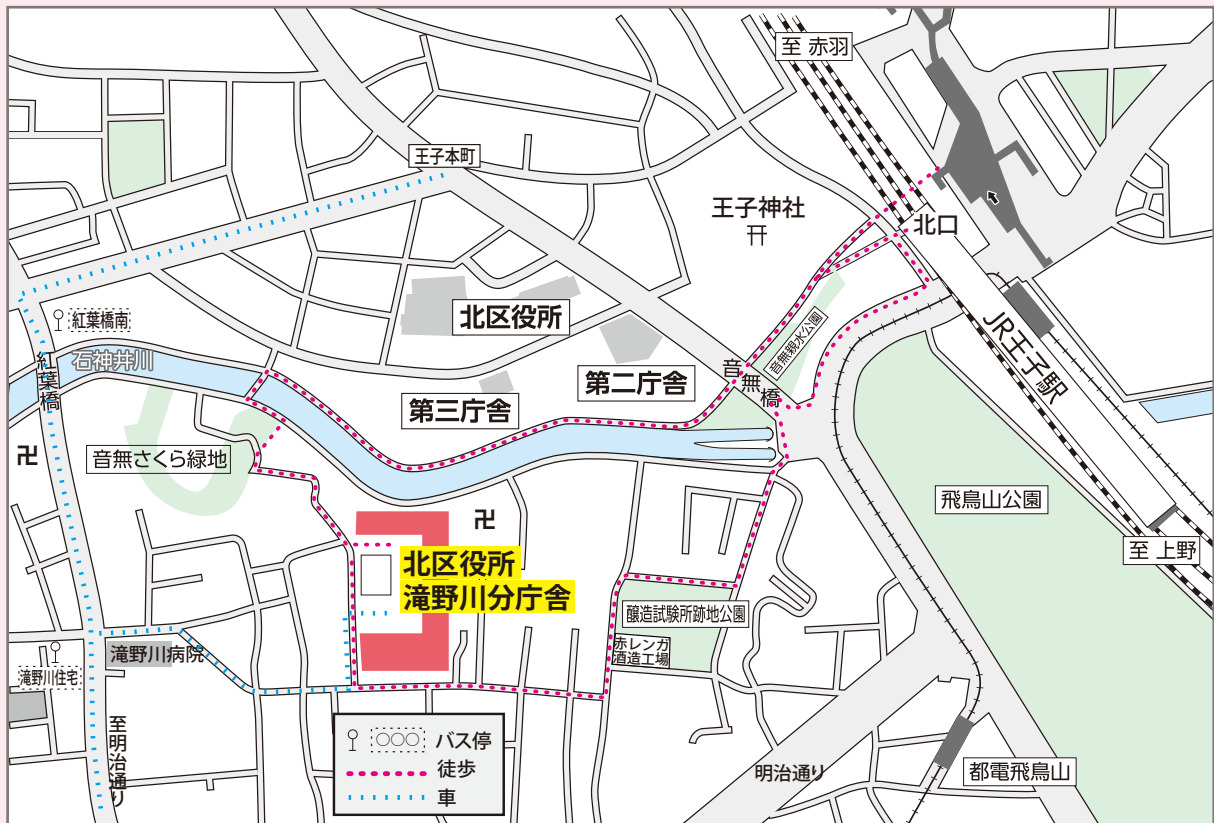 至 赤羽
王子本町
王子神社
北口
紅葉橋南
北区役所
石神井川
紅葉橋
JR王子駅
音無親水公園
音無橋
第二庁舎
第三庁舎
卍
音無さくら緑地
飛鳥山公園
卍
至 上野
北区役所
滝野川分庁舎
醸造試験所跡地公園
赤レンガ
酒造工場
滝野川病院
滝野川住宅
至明治通り
○○○ バス停
徒歩
車
明治通り
都電飛鳥山